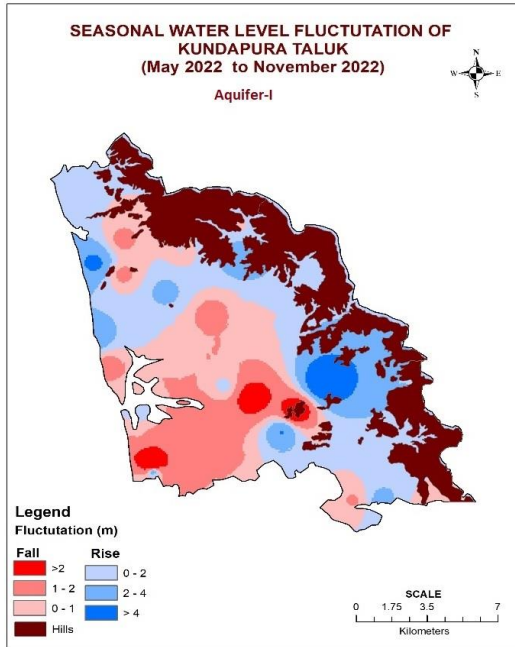 SEASONAL WATER LEVEL FLUCTUTATION OF
KUNDAPURA TALUK
(May 2022 to November 2022)
Aquifer-I
N
W E
S
Legend
Fluctutation (m)
Fall Rise
>2 0 - 2
1 - 2 2 - 4
0 - 1 > 4
Hills
SCALE
0 1.75 3.5 7
Kilometers